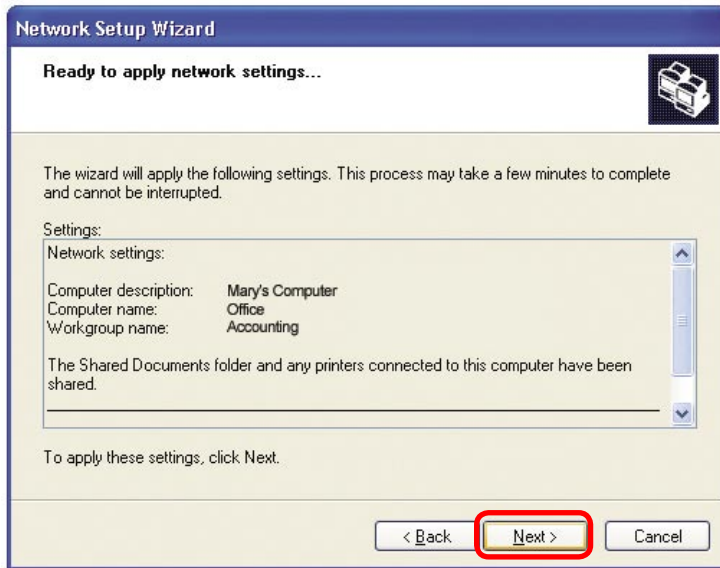 Network Setup Wizard
Ready to apply network settings...
The wizard will apply the following settings. This process may take a few minutes to complete
and cannot be interrupted.
Settings:
Network settings:
Computer description: Mary's Computer
Computer name: Office
Workgroup name: Accounting
The Shared Documents folder and any printers connected to this computer have been
shared.
To apply these settings, click Next.
< Back Next > Cancel